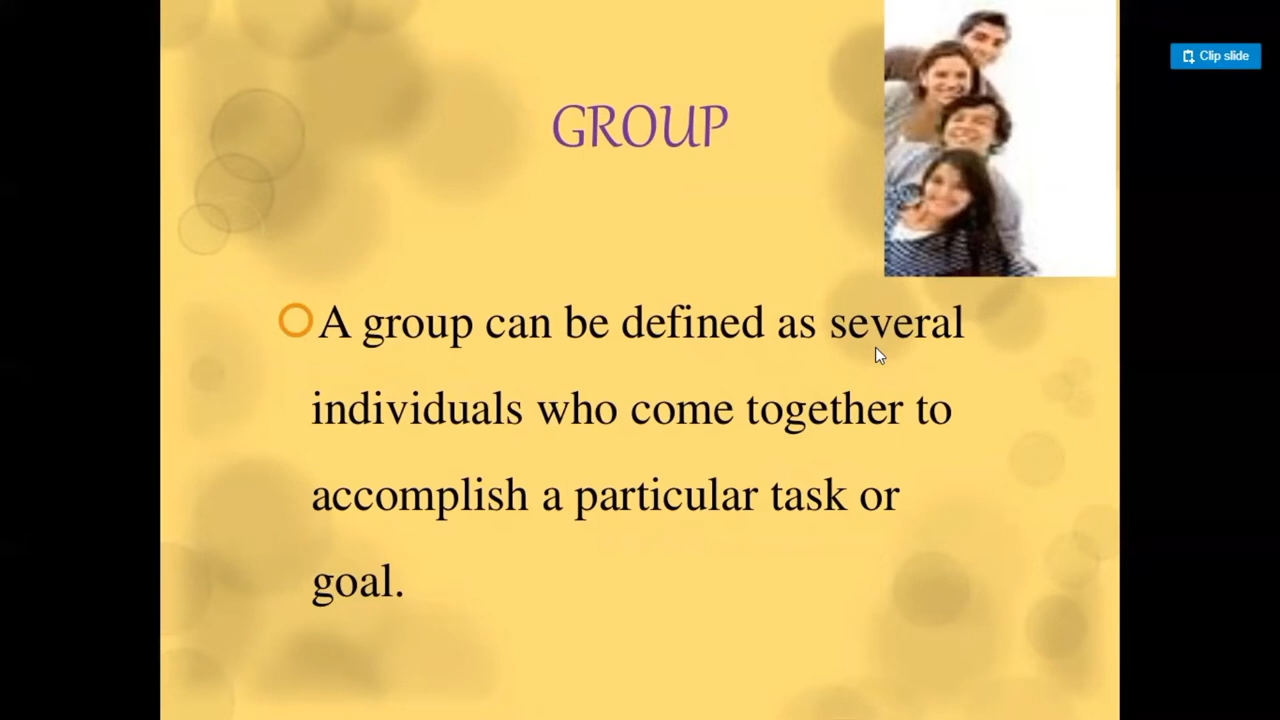 Clip slide
GROUP
A group can be defined as several
individuals who come together to
accomplish a particular task or
goal.